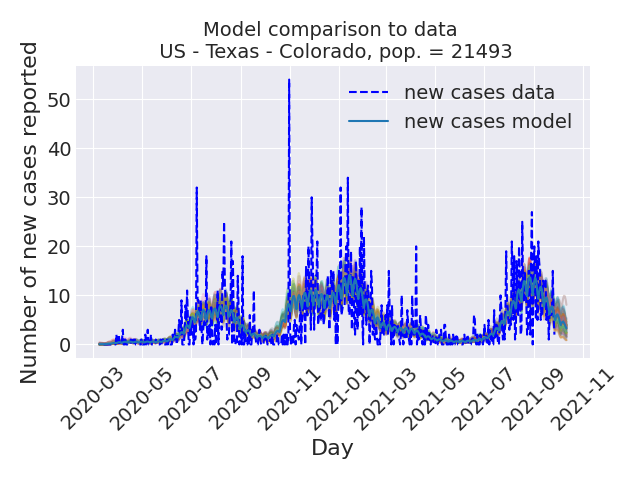 Model comparison to data
US - Texas - Colorado, pop. = 21493
Number of new cases reported
50
40
30
20
10
0
new cases data
new cases model
2020-03
2020-05
2020-07
2020-09
2020-11
2021-01
2021-03
2021-05
2021-07
2021-09
2021-11
Day